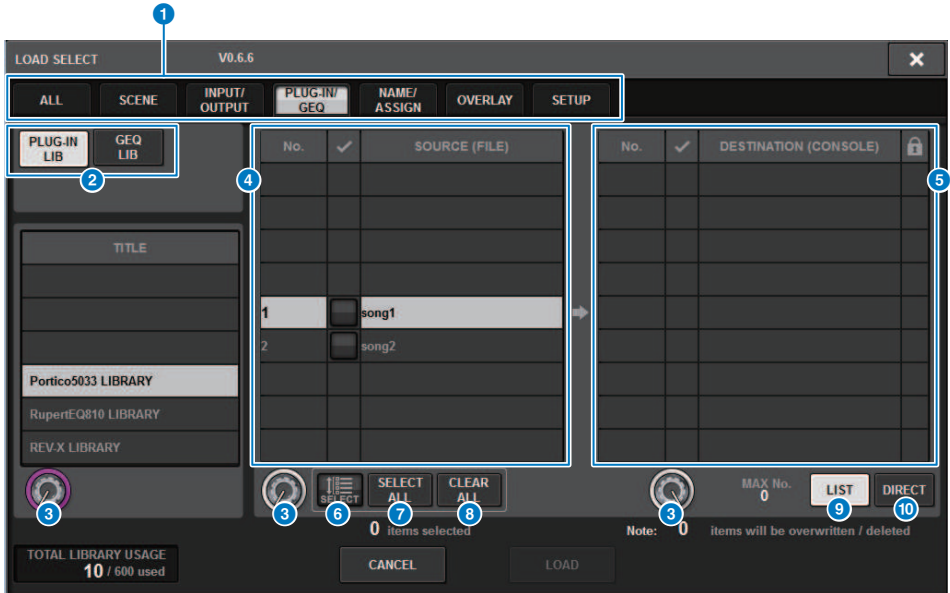 1
LOAD SELECT V0.6.6
ALL SCENE INPUT/ OUTPUT PLUG-IN/ GEQ NAME/ ASSIGN OVERLAY SETUP
PLUG-IN LIB GEQ LIB
2
No. SOURCE (FILE)
4
No. DESTINATION (CONSOLE)
5
TITLE
1 song1
2 song2
Portico5033 LIBRARY
RupertEQ810 LIBRARY
REV-X LIBRARY
3
3
SELECT
6
SELECT ALL
7
CLEAR ALL
8
3
MAX No.
0
LIST
9
DIRECT
10
0 items selected
Note: 0 items will be overwritten / deleted
TOTAL LIBRARY USAGE
10 / 600 used
CANCEL LOAD